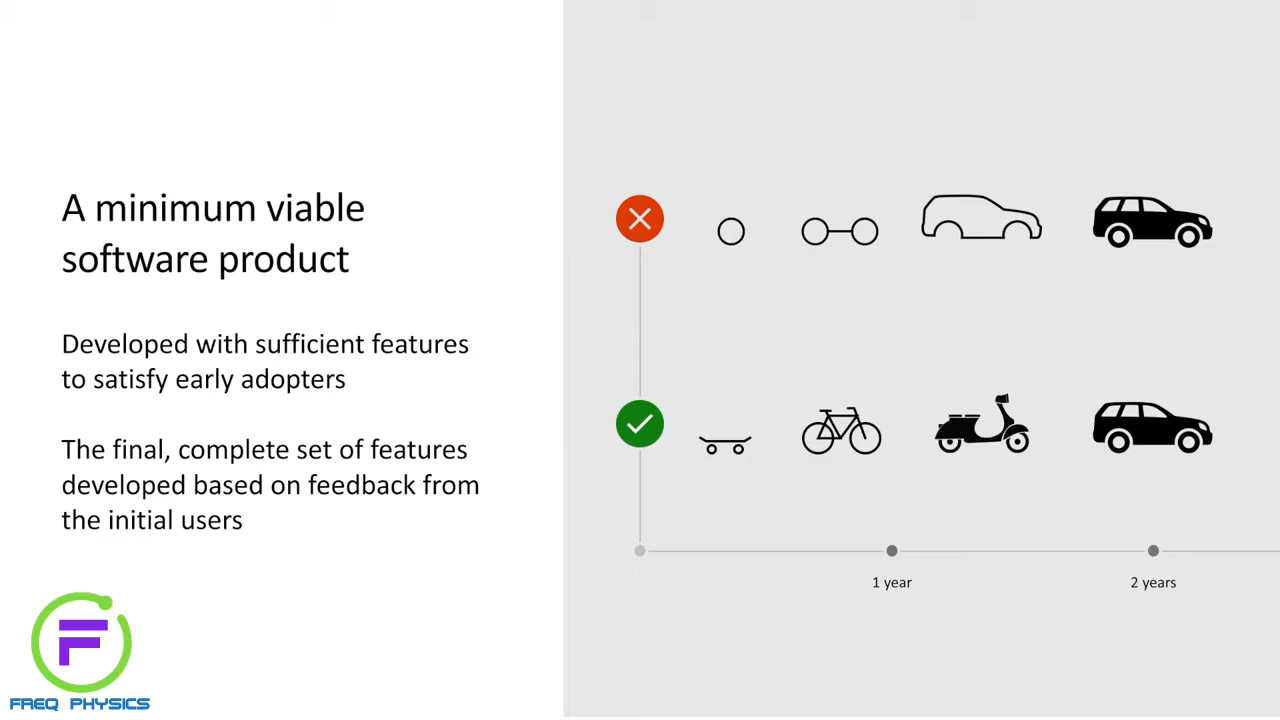 A minimum viable
software product
Developed with sufficient features
to satisfy early adopters
The final, complete set of features
developed based on feedback from
the initial users
1 year
2 years
F
FREQ PHYSICS